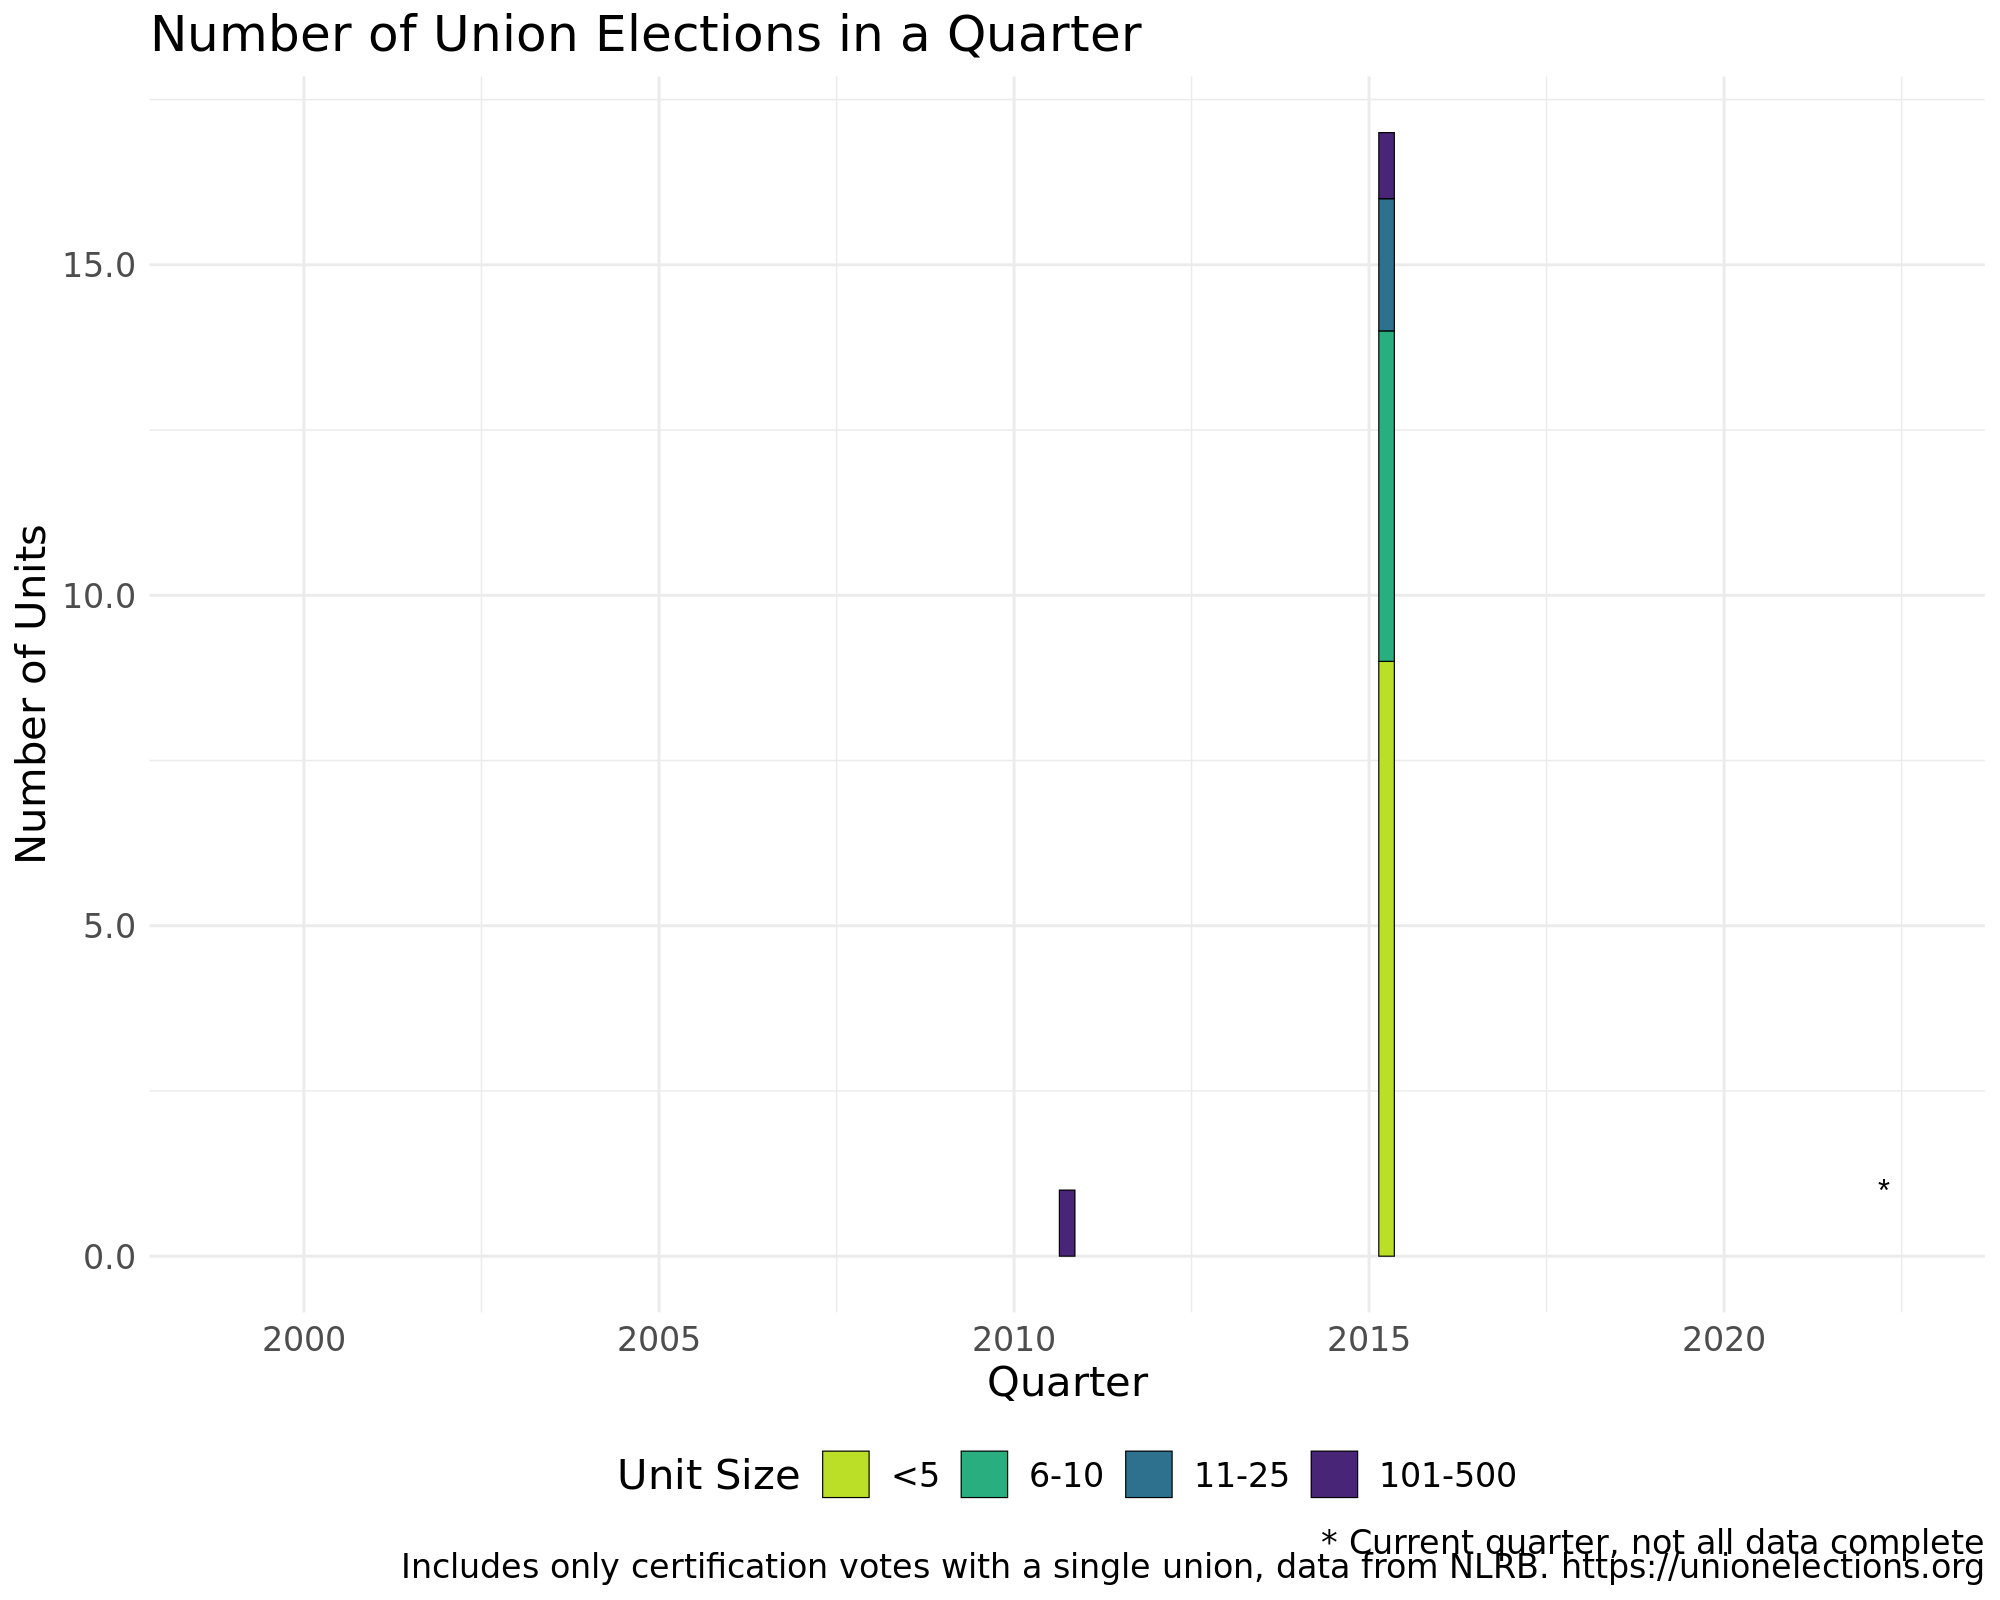 Number of Union Elections in a Quarter
Number of Units
15.0
10.0
5.0
0.0
*
2000 2005 2010 2015 2020
Quarter
Unit Size <5 6-10 11-25 101-500
* Current quarter, not all data complete
Includes only certification votes with a single union, data from NLRB. https://unionelections.org